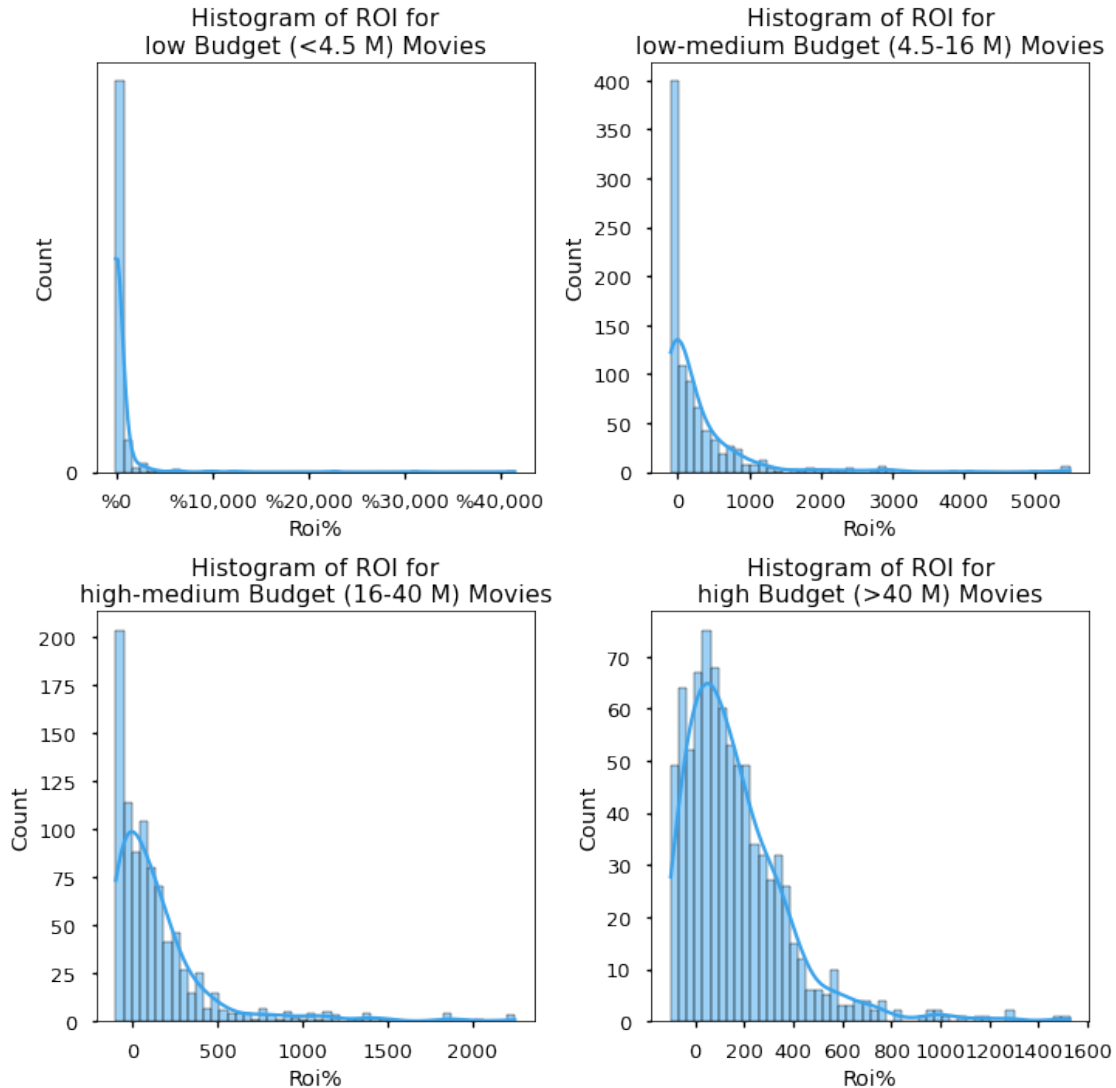 Histogram of ROI for
low Budget (<4.5 M) Movies
Count
0
%0 %10,000 %20,000 %30,000 %40,000
Roi%
Histogram of ROI for
low-medium Budget (4.5-16 M) Movies
400
350
300
250
200
150
100
50
0
Count
0 1000 2000 3000 4000 5000
Roi%
Histogram of ROI for
high-medium Budget (16-40 M) Movies
200
175
150
125
100
75
50
25
0
Count
0 500 1000 1500 2000
Roi%
Histogram of ROI for
high Budget (>40 M) Movies
70
60
50
40
30
20
10
0
Count
0 200 400 600 800 1000 1200 1400 1600
Roi%